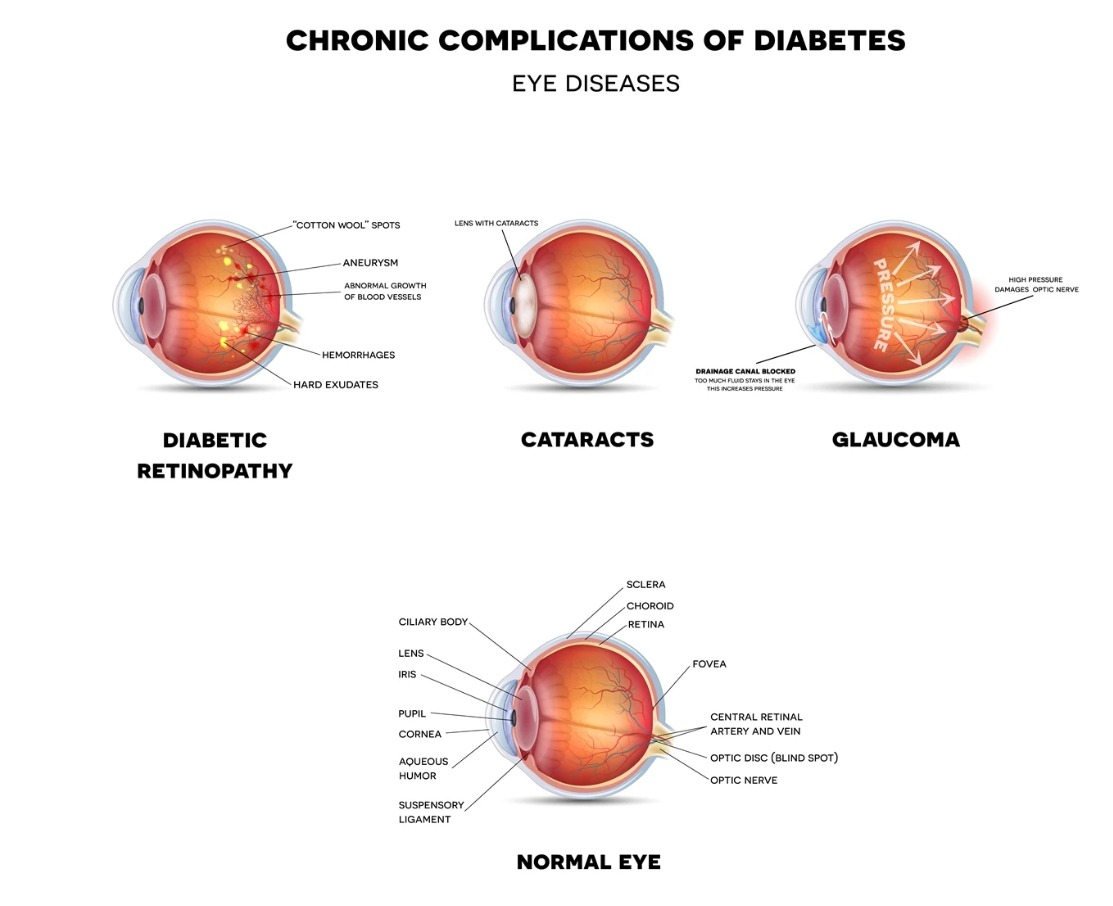 CHRONIC COMPLICATIONS OF DIABETES
EYE DISEASES
"COTTON WOOL" SPOTS
ANEURYSM
ABNORMAL GROWTH
OF BLOOD VESSELS
HEMORRHAGES
HARD EXUDATES
DIABETIC
RETINOPATHY
LENS WITH CATARACTS
CATARACTS
PRESSURE
HIGH PRESSURE
DAMAGES OPTIC NERVE
DRAINAGE CANAL BLOCKED
TOO MUCH FLUID STAYS IN THE EYE
THIS INCREASES PRESSURE
GLAUCOMA
SCLERA
CHOROID
RETINA
CILIARY BODY
LENS
IRIS
PUPIL
CORNEA
AQUEOUS
HUMOR
SUSPENSORY
LIGAMENT
FOVEA
CENTRAL RETINAL
ARTERY AND VEIN
OPTIC DISC (BLIND SPOT)
OPTIC NERVE
NORMAL EYE